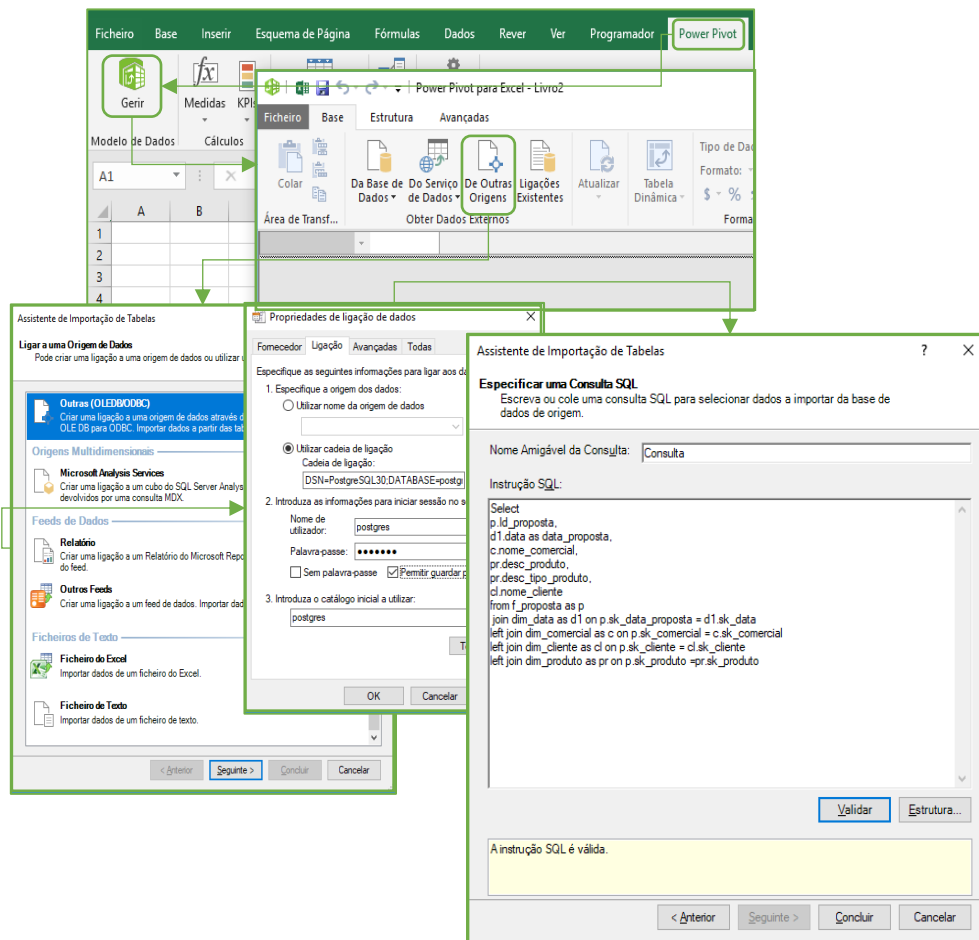 Ficheiro Base Inserir Esquema de Página Fórmulas Dados Rever Ver Programador Power Pivot
Gerir
Medidas
KPIs
Modelo de Dados
Cálculos
A1
A B
1
2
3
4
Power Pivot para Excel - Livro2
Ficheiro Base Estrutura Avançadas
Colar
Da Base de Dados
Do Serviço de Dados
De Outras Origens
Ligações Existentes
Atualizar
Tabela Dinâmica
Tipo de Da
Formato:
$ - %
Área de Transf...
Obter Dados Externos
Forma
Assistente de Importação de Tabelas
Ligar a uma Origem de Dados
Pode criar uma ligação a uma origem de dados ou utilizar
Outras (OLEDB/ODBC)
Criar uma ligação a uma origem de dados através d
OLE DB para ODBC. Importar dados a partir das tab
Origens Multidimensionais
Microsoft Analysis Services
Criar uma ligação a um cubo do SQL Server Analys
devolvidos por uma consulta MDX.
Feeds de Dados
Relatório
Criar uma ligação a um Relatório do Microsoft Repo
do feed.
Outros Feeds
Criar uma ligação a um feed de dados. Importar dad
Ficheiros de Texto
Ficheiro do Excel
Importar dados de um ficheiro do Excel.
Ficheiro de Texto
Importar dados de um ficheiro de texto.
< Anterior Seguinte > Concluir Cancelar
Propriedades de ligação de dados
Fornecedor Ligação Avançadas Todas
Especifique as seguintes informações para ligar aos da
1. Especifique a origem dos dados:
Utilizar nome da origem de dados
Utilizar cadeia de ligação
Cadeia de ligação:
DSN=PostgreSQL30;DATABASE=postgr
2. Introduza as informações para iniciar sessão no s
Nome de
utilizador:
postgres
Palavra-passe: •••••••
Sem palavra-passe Permitir guardar p
3. Introduza o catálogo inicial a utilizar:
postgres
OK Cancelar
Assistente de Importação de Tabelas ?
Especificar uma Consulta SQL
Escreva ou cole uma consulta SQL para selecionar dados a importar da base de
dados de origem.
Nome Amigável da Consulta: Consulta
Instrução SQL:
Select
p.Id_proposta,
d1.data as data_proposta,
c.nome_comercial,
pr.desc_produto,
pr.desc_tipo_produto,
cl.nome_cliente
from f_proposta as p
join dim_data as d1 on p.sk_data_proposta = d1.sk_data
left join dim_comercial as c on p.sk_comercial = c.sk_comercial
left join dim_cliente as cl on p.sk_cliente = cl.sk_cliente
left join dim_produto as pr on p.sk_produto =pr.sk_produto
Validar Estrutura...
A instrução SQL é válida.
< Anterior Seguinte > Concluir Cancelar